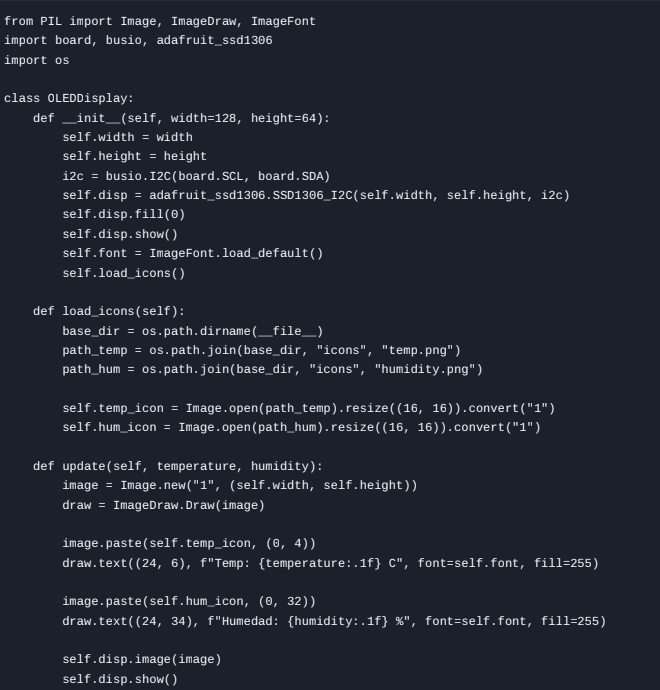 from PIL import Image, ImageDraw, ImageFont
import board, busio, adafruit_ssd1306
import os

class OLEDDisplay:
    def __init__(self, width=128, height=64):
        self.width = width
        self.height = height
        i2c = busio.I2C(board.SCL, board.SDA)
        self.disp = adafruit_ssd1306.SSD1306_I2C(self.width, self.height, i2c)
        self.disp.fill(0)
        self.disp.show()
        self.font = ImageFont.load_default()
        self.load_icons()

    def load_icons(self):
        base_dir = os.path.dirname(__file__)
        path_temp = os.path.join(base_dir, "icons", "temp.png")
        path_hum = os.path.join(base_dir, "icons", "humidity.png")

        self.temp_icon = Image.open(path_temp).resize((16, 16)).convert("1")
        self.hum_icon = Image.open(path_hum).resize((16, 16)).convert("1")

    def update(self, temperature, humidity):
        image = Image.new("1", (self.width, self.height))
        draw = ImageDraw.Draw(image)

        image.paste(self.temp_icon, (0, 4))
        draw.text((24, 6), f"Temp: {temperature:.1f} C", font=self.font, fill=255)

        image.paste(self.hum_icon, (0, 32))
        draw.text((24, 34), f"Humedad: {humidity:.1f} %", font=self.font, fill=255)

        self.disp.image(image)
        self.disp.show()